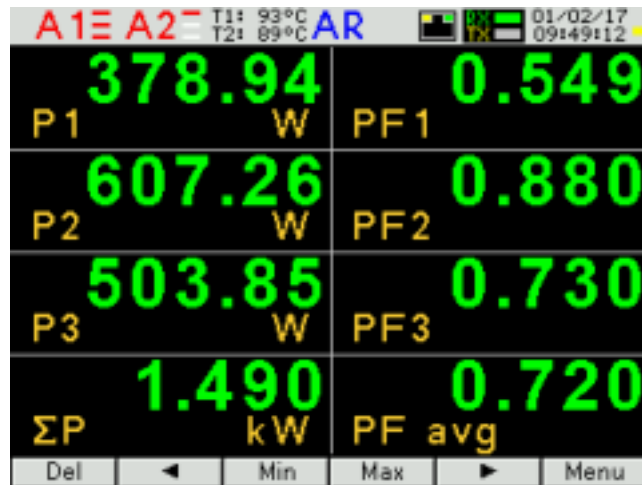 A1 A2 T1: 93°C T2: 89°C AR RX TX 01/02/17 09:49:12
378.94 0.549
P1 W PF1
607.26 0.880
P2 W PF2
503.85 0.730
P3 W PF3
1.490 0.720
ΣP kW PF avg
Del ◄ Min Max ► Menu